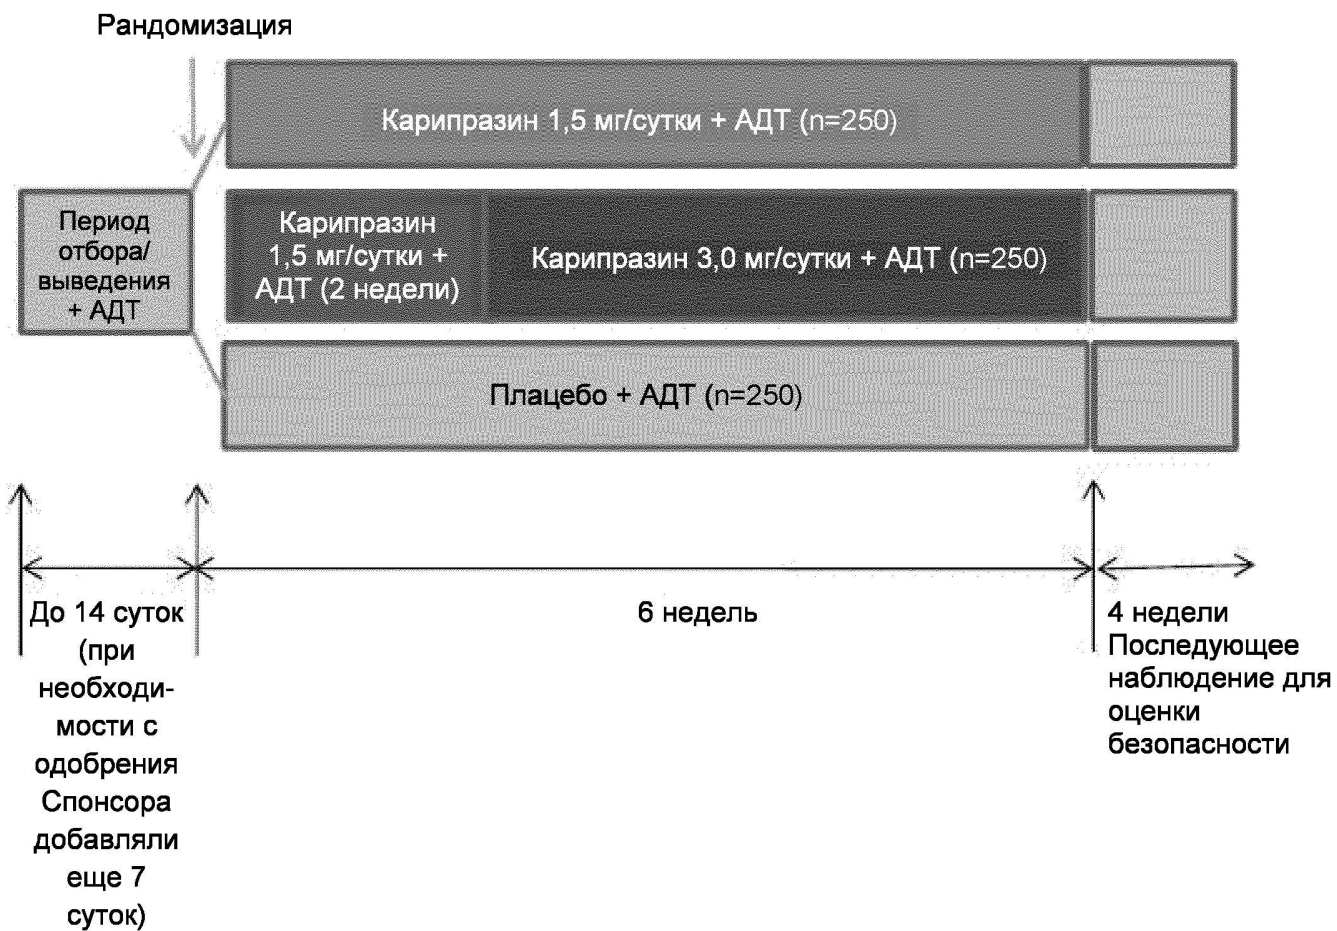 Рандомизация
Карипразин 1,5 мг/сутки + АДТ (n=250)
Период
отбора/
выведения
+ АДТ
Карипразин
1,5 мг/сутки +
АДТ (2 недели)
Карипразин 3,0 мг/сутки + АДТ (n=250)
Плацебо + АДТ (n=250)
До 14 суток
(при
необходи-
мости с
одобрения
Спонсора
добавляли
еще 7
суток)
6 недель
4 недели
Последующее
наблюдение для
оценки
безопасности